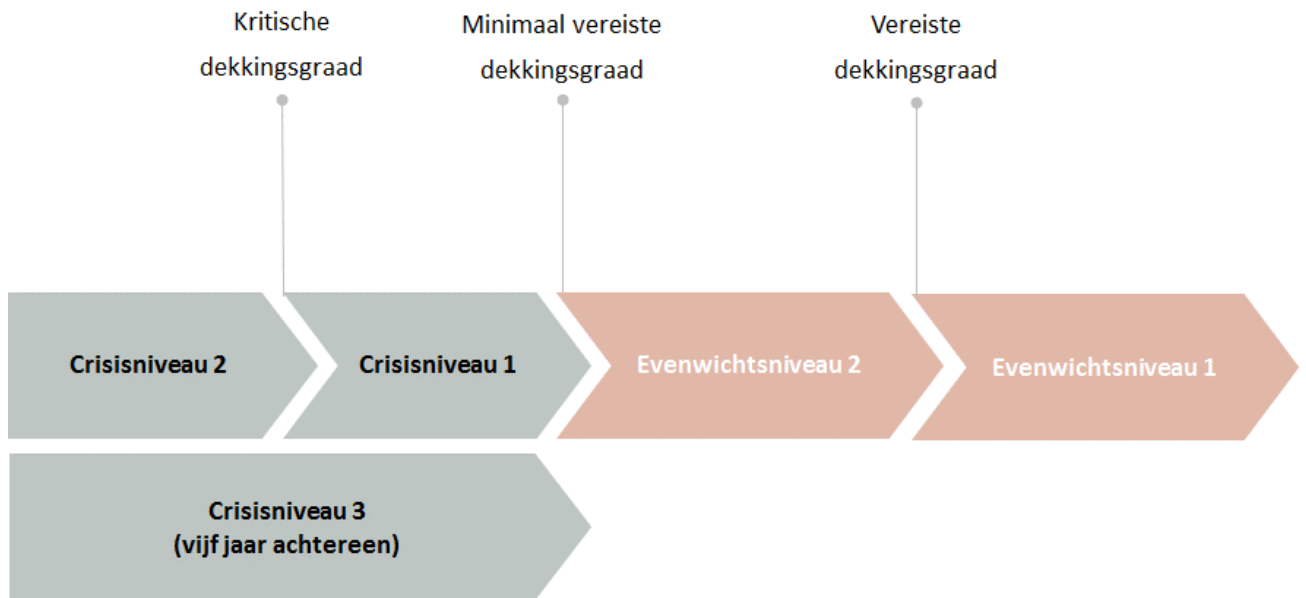 Kritische
dekkingsgraad
Minimaal vereiste
dekkingsgraad
Vereiste
dekkingsgraad
Crisisniveau 2
Crisisniveau 1
Evenwichtsniveau 2
Evenwichtsniveau 1
Crisisniveau 3
(vijf jaar achtereen)